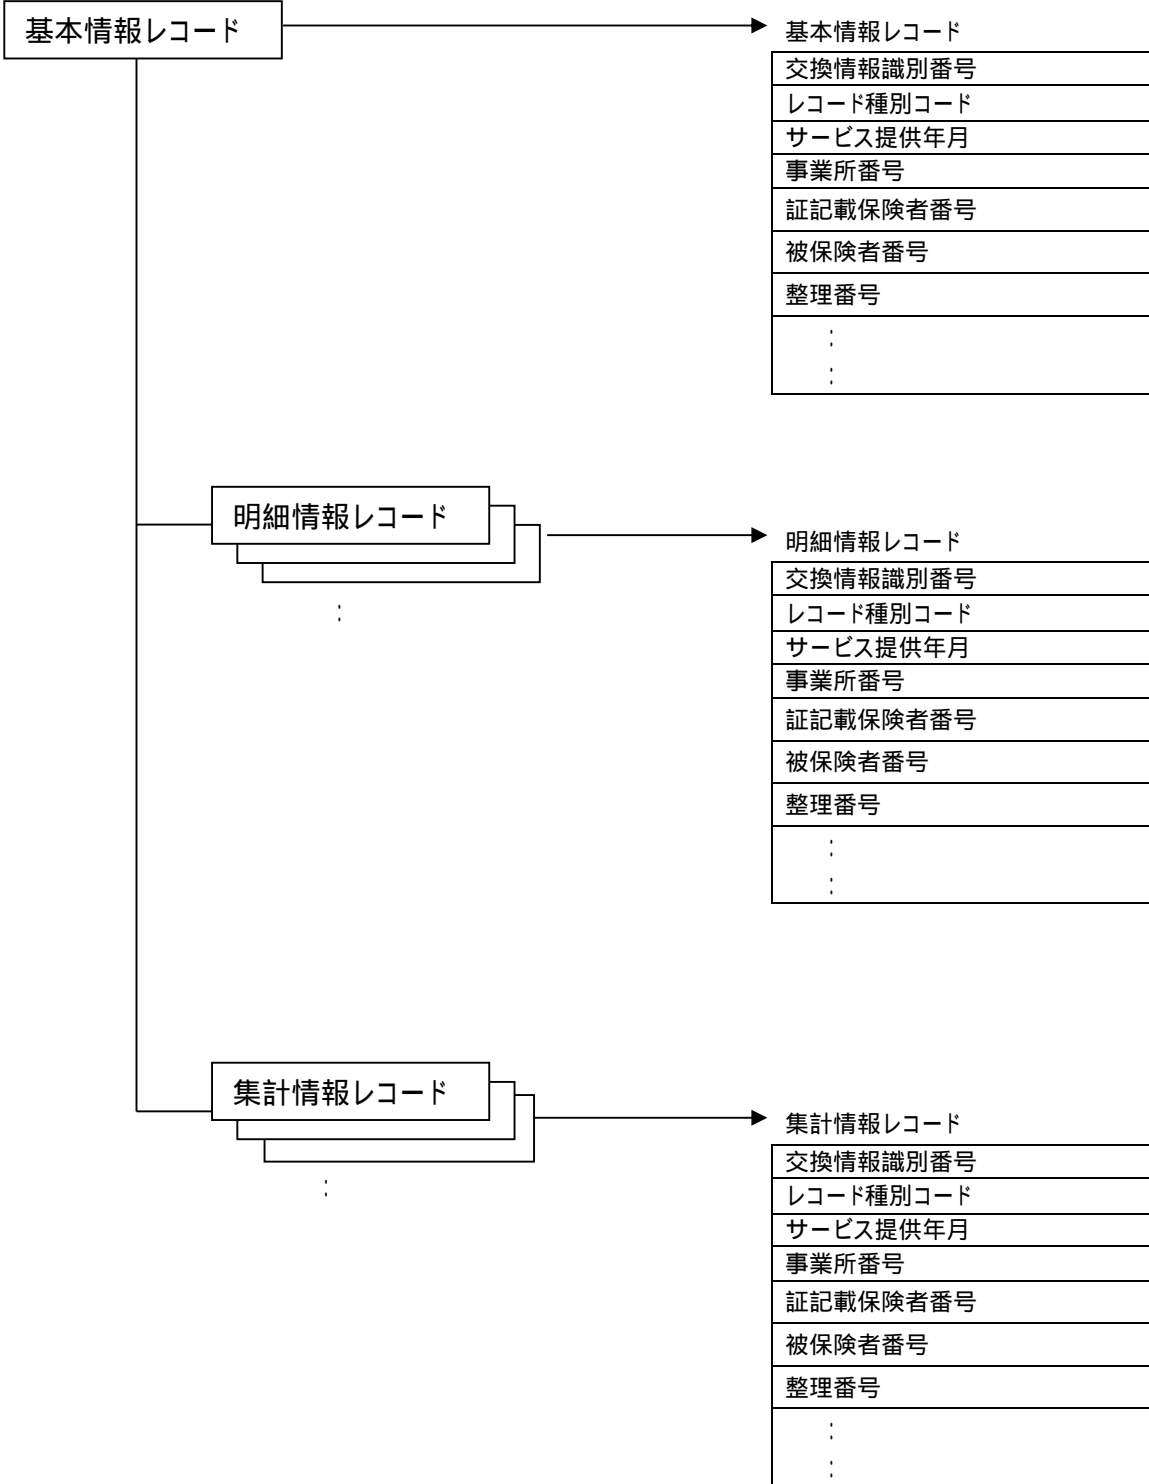 基本情報レコード
基本情報レコード
交換情報識別番号
レコード種別コード
サービス提供年月
事業所番号
証記載保険者番号
被保険者番号
整理番号
:
:
明細情報レコード
:
明細情報レコード
交換情報識別番号
レコード種別コード
サービス提供年月
事業所番号
証記載保険者番号
被保険者番号
整理番号
:
:
集計情報レコード
:
集計情報レコード
交換情報識別番号
レコード種別コード
サービス提供年月
事業所番号
証記載保険者番号
被保険者番号
整理番号
:
: